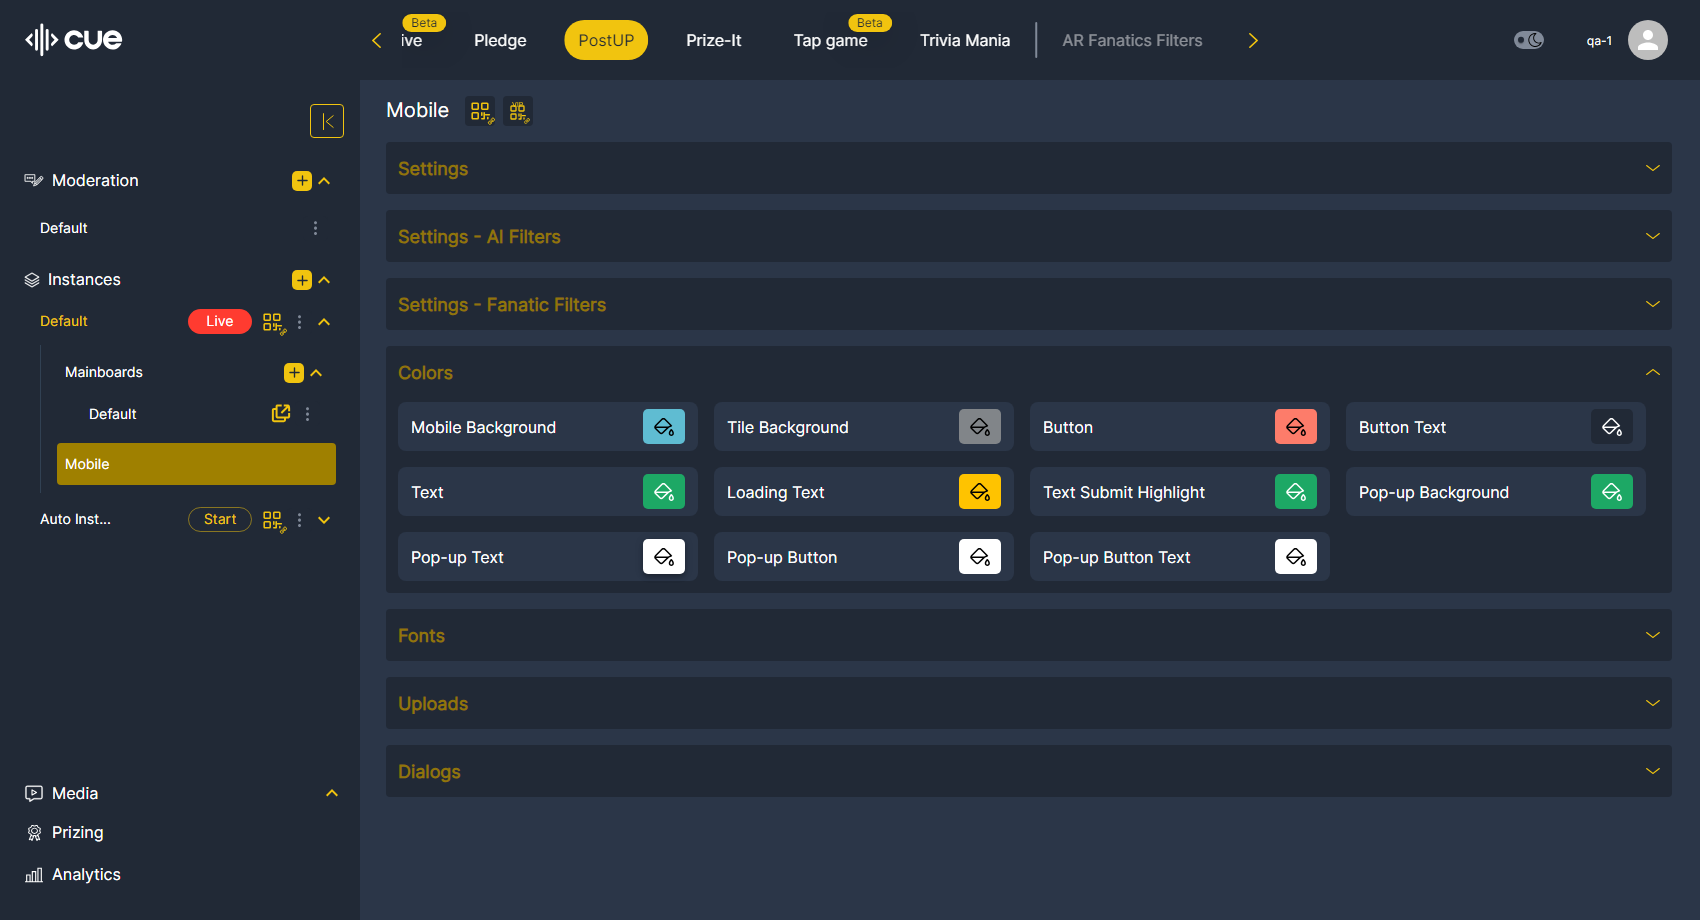 cue
Beta
Beta
ive
Pledge
PostUP
Prize-It
Tap game
Trivia Mania
AR Fanatics Filters
qa-1
Mobile
VIP
Moderation
Default
Instances
Default
Live
Mainboards
Default
Mobile
Auto Inst...
Start
Media
Prizing
Analytics
Settings
Settings - AI Filters
Settings - Fanatic Filters
Colors
Mobile Background
Tile Background
Button
Button Text
Text
Loading Text
Text Submit Highlight
Pop-up Background
Pop-up Text
Pop-up Button
Pop-up Button Text
Fonts
Uploads
Dialogs